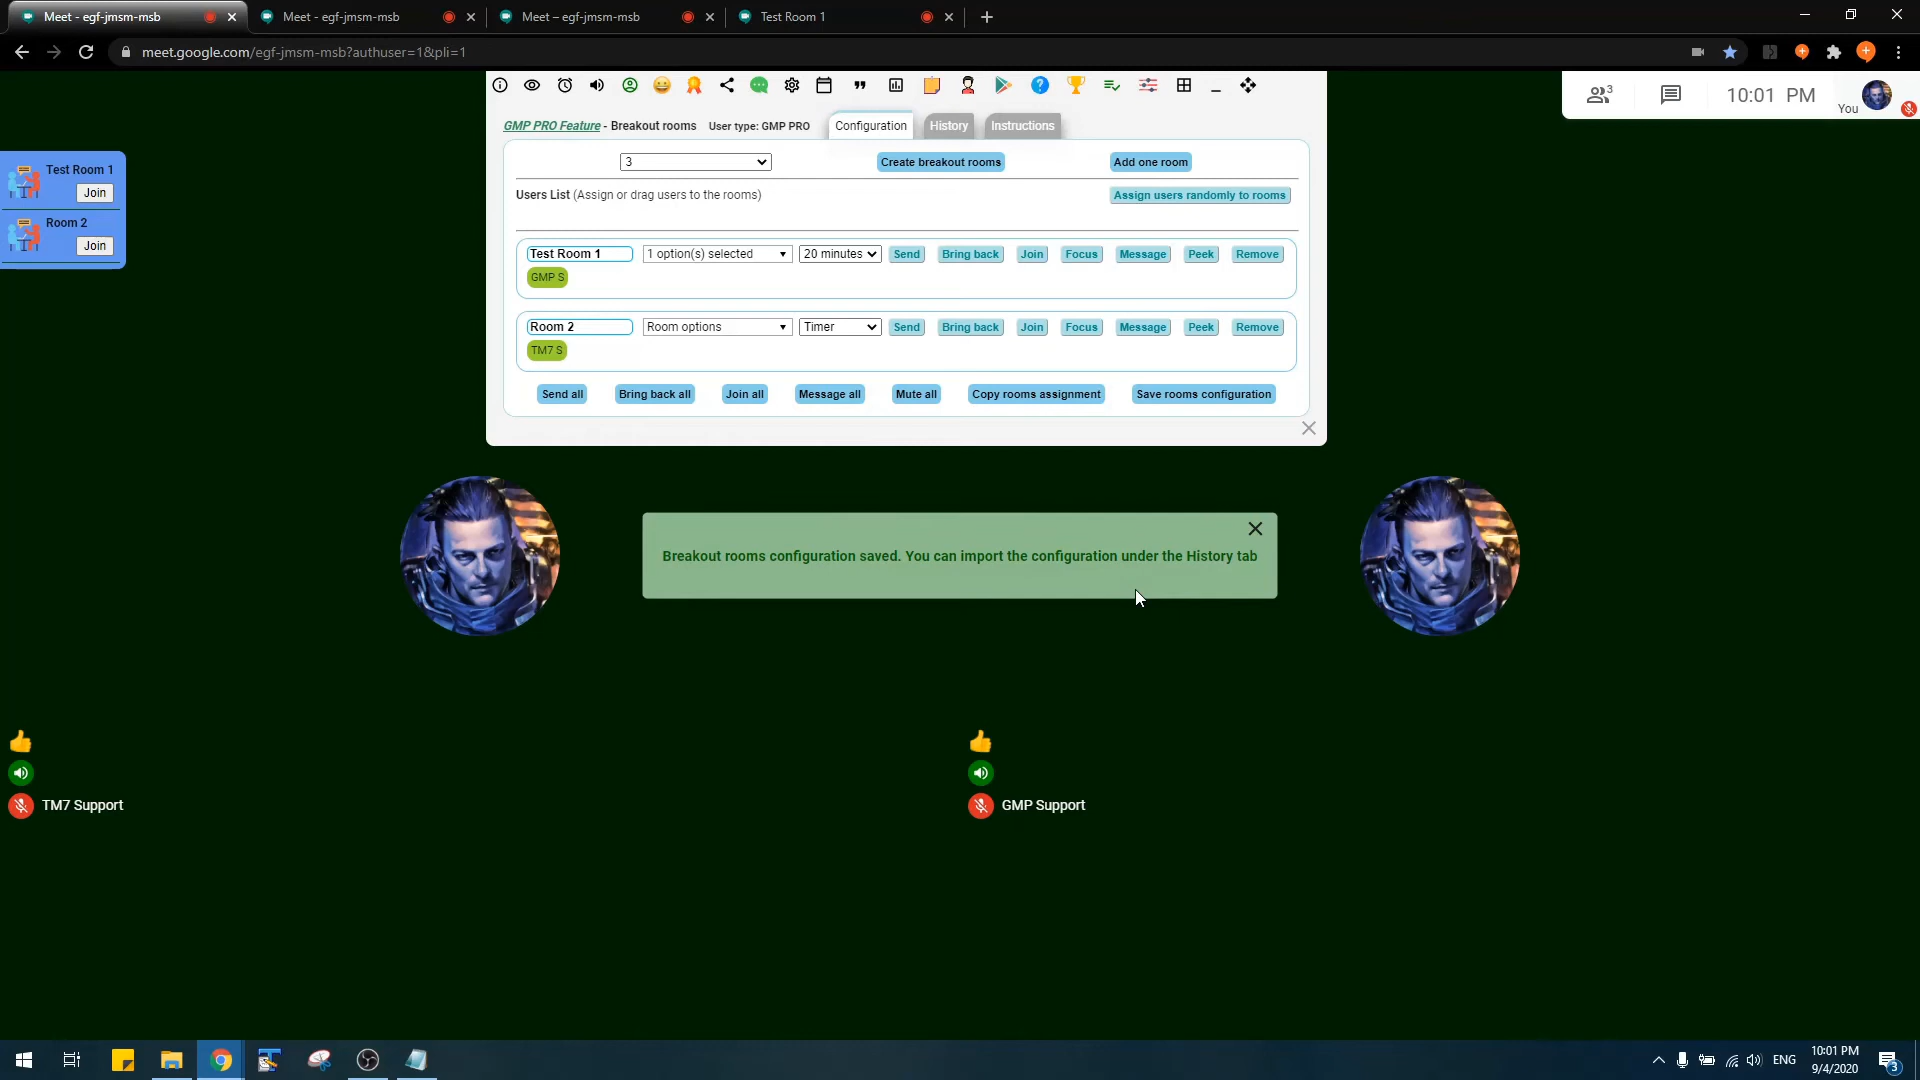 Meet - egf-jmsm-msb
Meet - egf-jmsm-msb
Meet – egf-jmsm-msb
Test Room 1
meet.google.com/egf-jmsm-msb?authuser=1&pli=1
3
10:01 PM
You
GMP PRO Feature - Breakout rooms User type: GMP PRO Configuration History Instructions
3 Create breakout rooms Add one room
Users List (Assign or drag users to the rooms) Assign users randomly to rooms
Test Room 1
Join
Room 2
Join
Test Room 1 1 option(s) selected 20 minutes Send Bring back Join Focus Message Peek Remove
GMP S
Room 2 Room options Timer Send Bring back Join Focus Message Peek Remove
TM7 S
Send all Bring back all Join all Message all Mute all Copy rooms assignment Save rooms configuration
Breakout rooms configuration saved. You can import the configuration under the History tab
TM7 Support
GMP Support
ENG
10:01 PM
9/4/2020
3